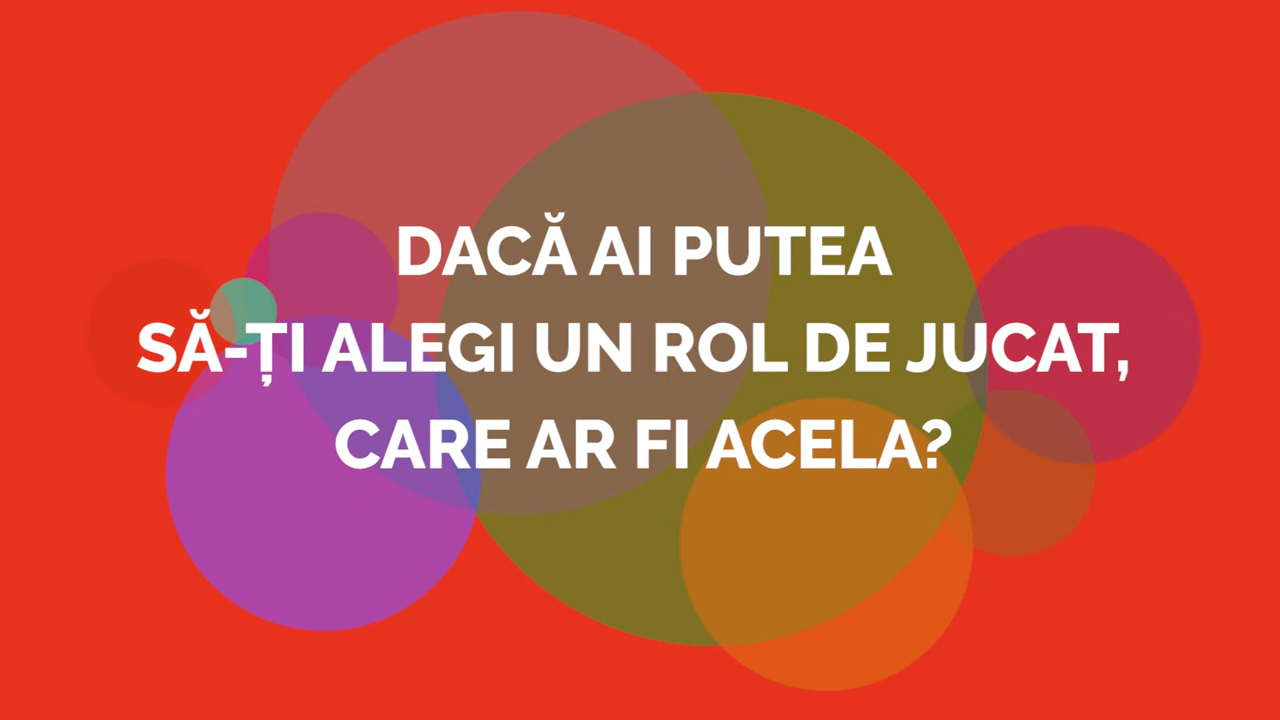 DACĂ AI PUTEA
SĂ-ȚI ALEGI UN ROL DE JUCAT,
CARE AR FI ACELA?